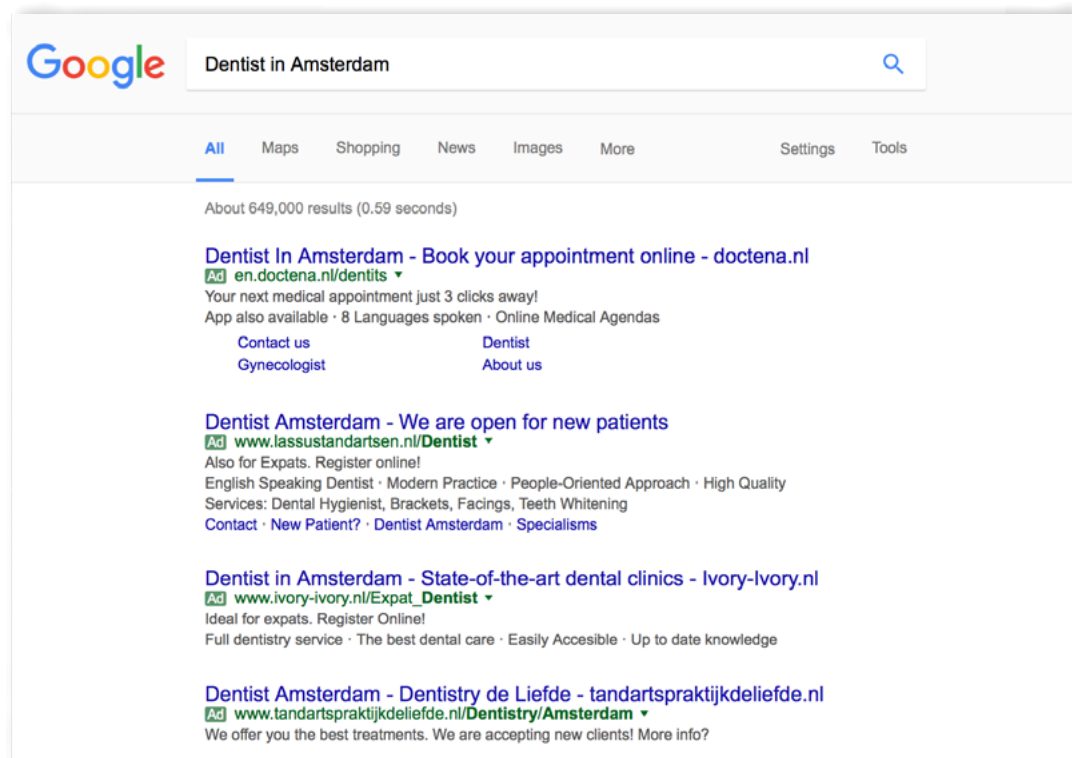 Google
Dentist in Amsterdam
All Maps Shopping News Images More Settings Tools
About 649,000 results (0.59 seconds)
Dentist In Amsterdam - Book your appointment online - doctena.nl
Ad en.doctena.nl/dentits
Your next medical appointment just 3 clicks away!
App also available · 8 Languages spoken · Online Medical Agendas
Contact us Dentist
Gynecologist About us
Dentist Amsterdam - We are open for new patients
Ad www.lassustandartsen.nl/Dentist
Also for Expats. Register online!
English Speaking Dentist · Modern Practice · People-Oriented Approach · High Quality
Services: Dental Hygienist, Brackets, Facings, Teeth Whitening
Contact · New Patient? · Dentist Amsterdam · Specialisms
Dentist in Amsterdam - State-of-the-art dental clinics - Ivory-Ivory.nl
Ad www.ivory-ivory.nl/Expat_Dentist
Ideal for expats. Register Online!
Full dentistry service · The best dental care · Easily Accesible · Up to date knowledge
Dentist Amsterdam - Dentistry de Liefde - tandartspraktijkdeliefde.nl
Ad www.tandartspraktijkdeliefde.nl/Dentistry/Amsterdam
We offer you the best treatments. We are accepting new clients! More info?